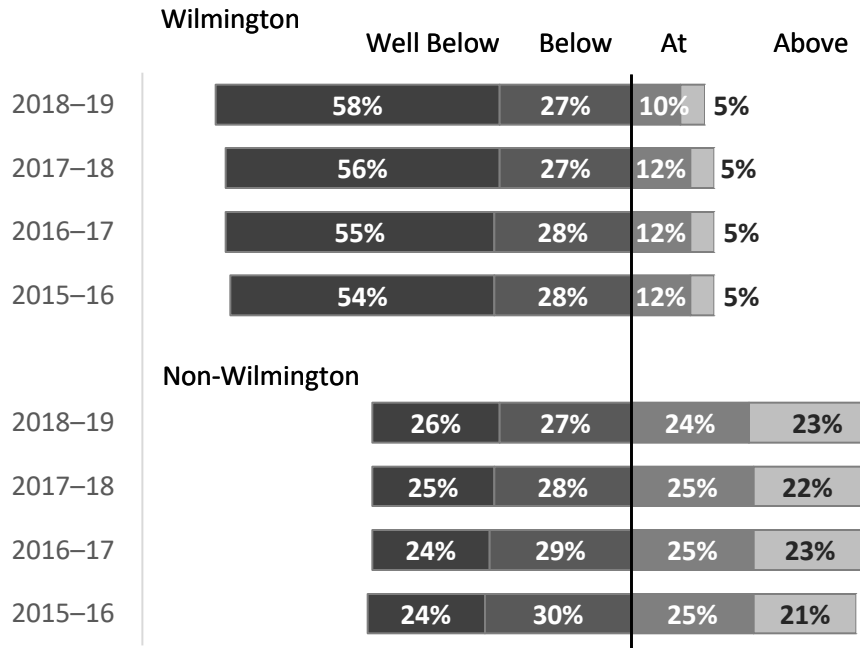 Wilmington
Well Below Below At Above
2018–19 58% 27% 10% 5%
2017–18 56% 27% 12% 5%
2016–17 55% 28% 12% 5%
2015–16 54% 28% 12% 5%
Non-Wilmington
2018–19 26% 27% 24% 23%
2017–18 25% 28% 25% 22%
2016–17 24% 29% 25% 23%
2015–16 24% 30% 25% 21%